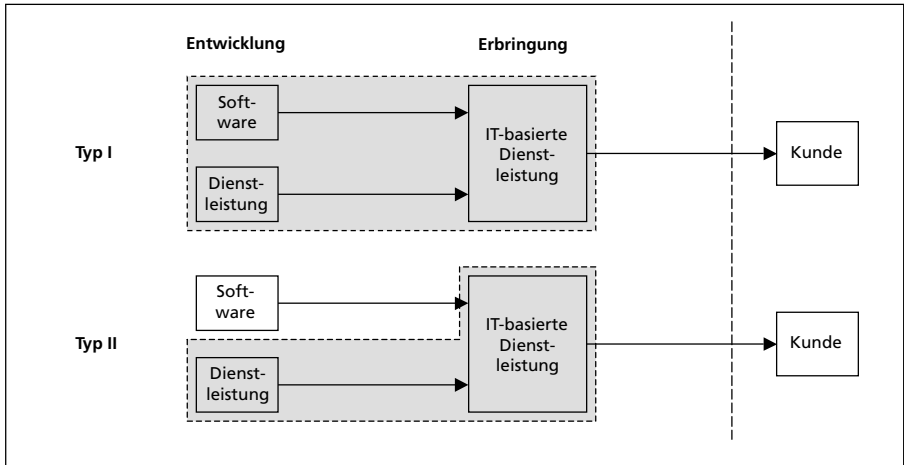 Entwicklung
Erbringung
Typ I
Soft-
ware
Dienst-
leistung
IT-basierte
Dienst-
leistung
Kunde
Typ II
Soft-
ware
Dienst-
leistung
IT-basierte
Dienst-
leistung
Kunde